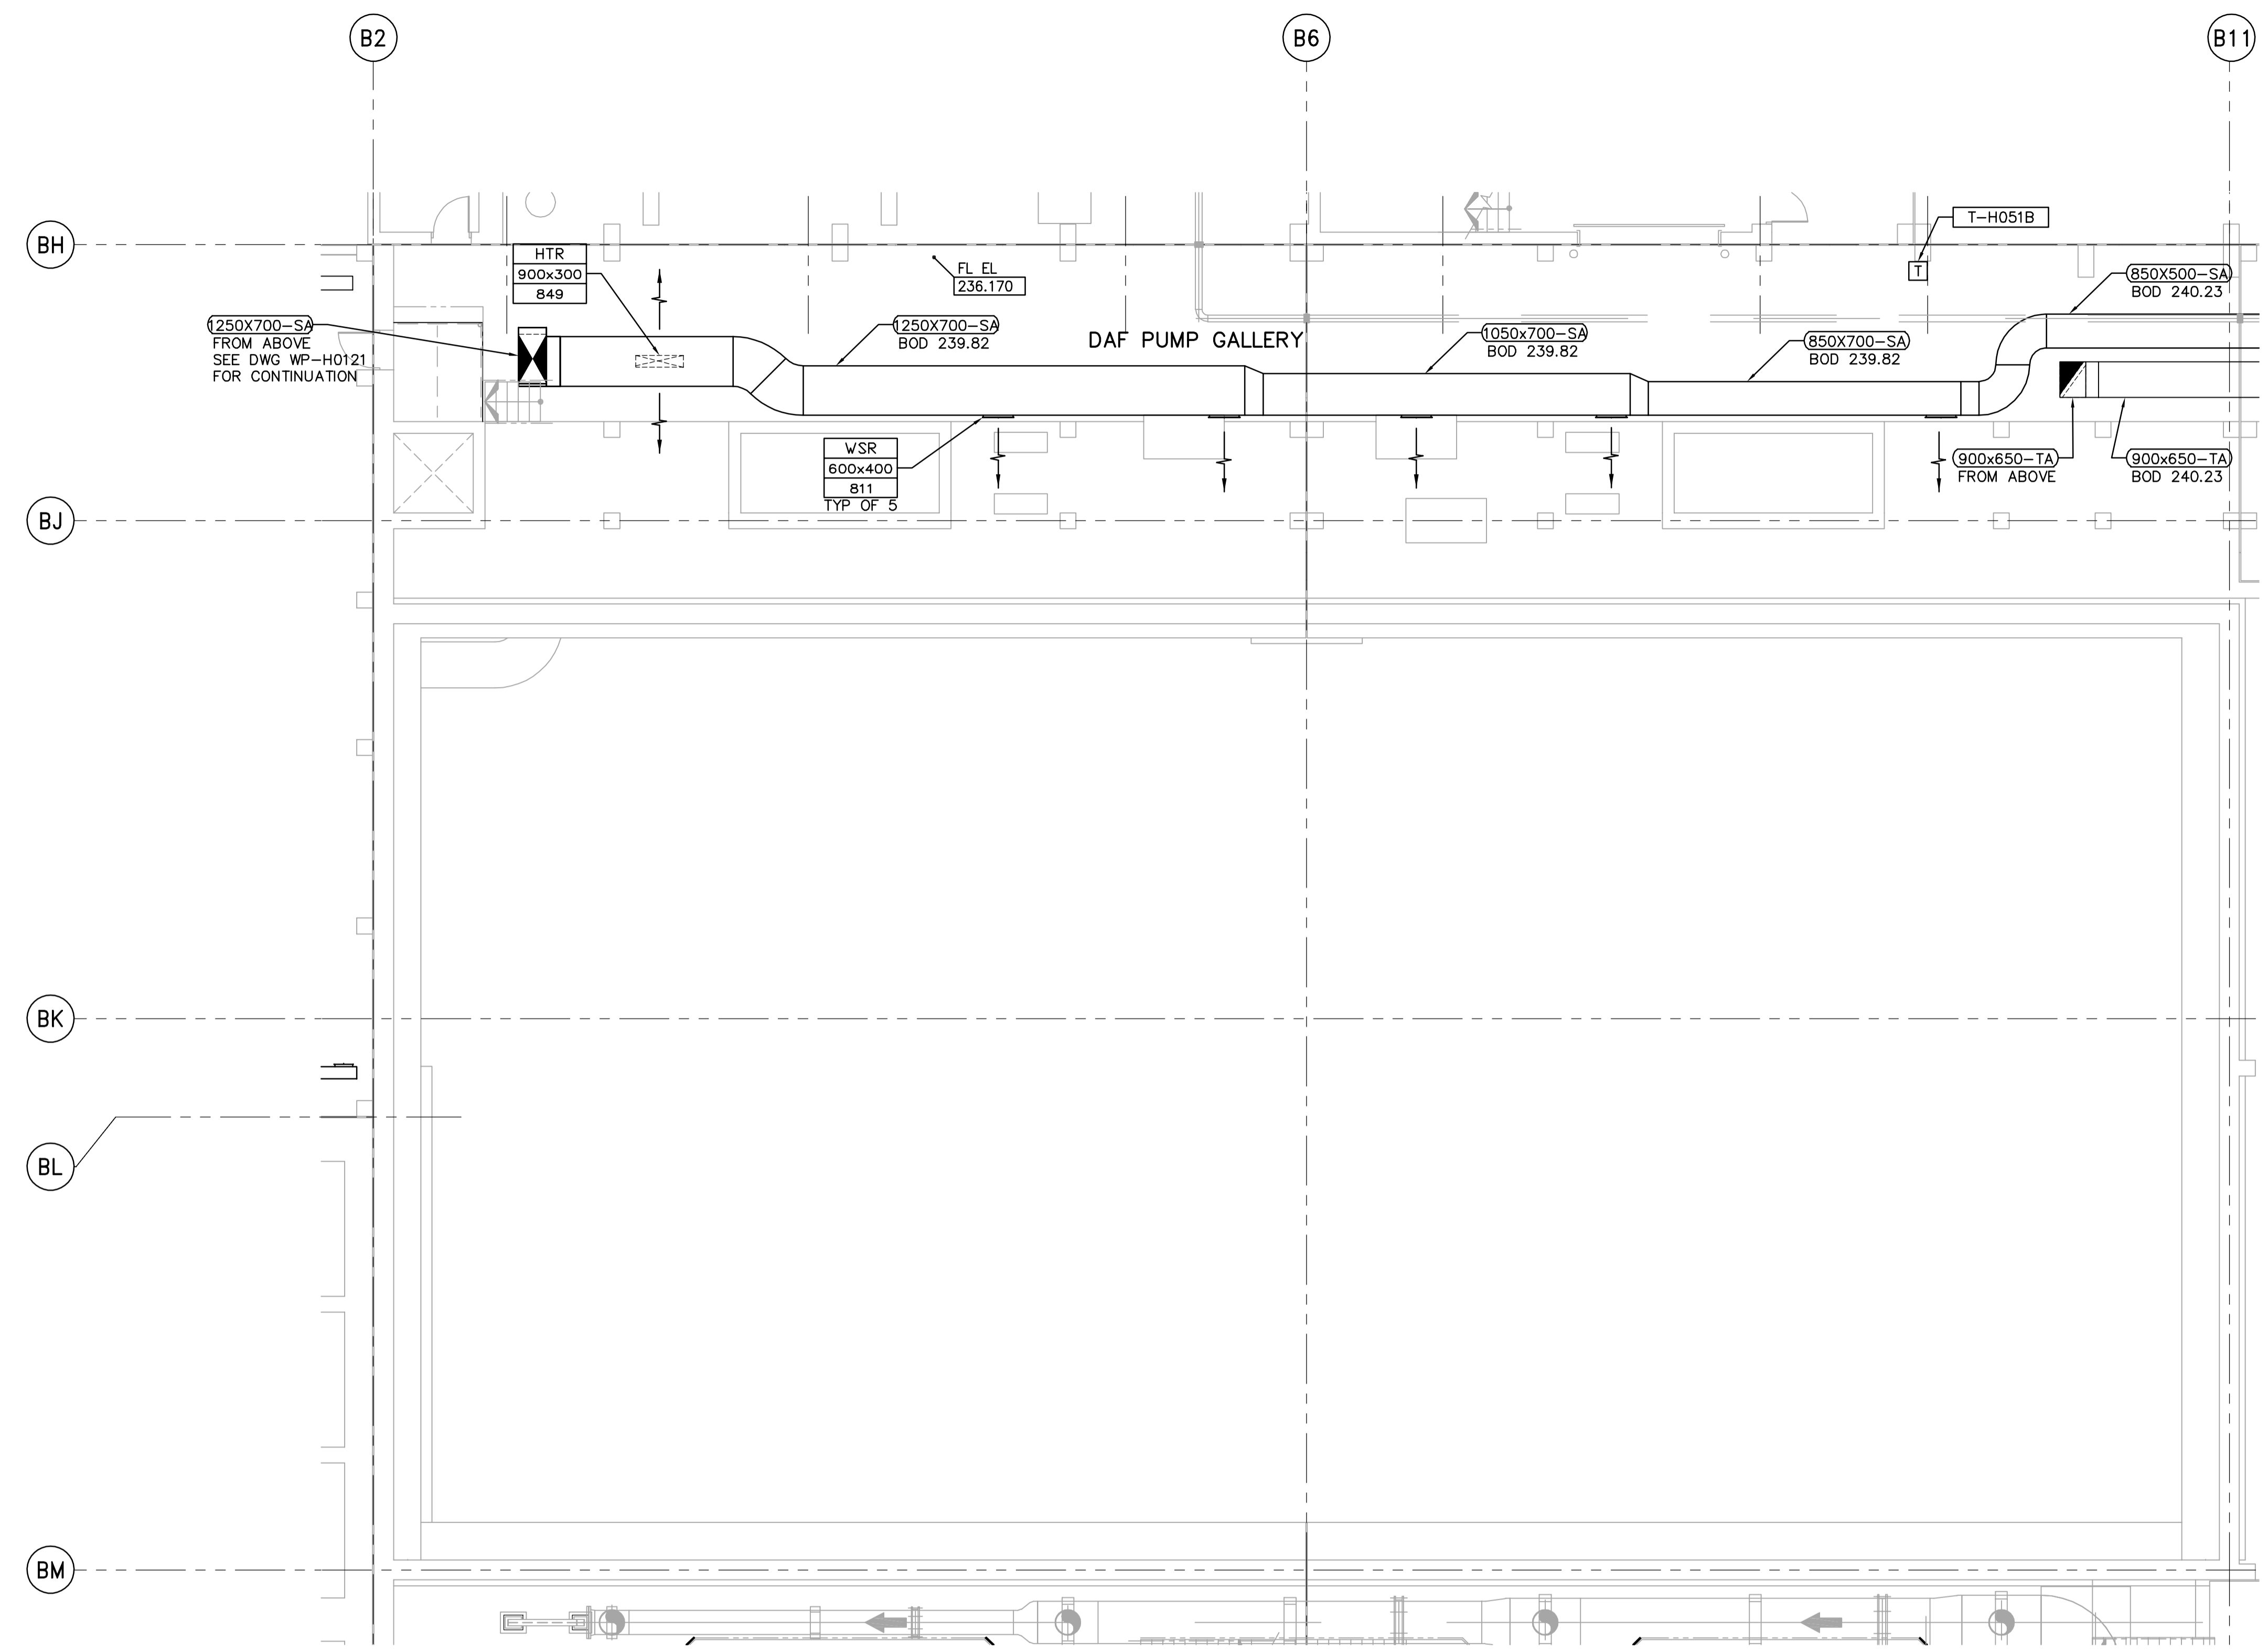 B2
B6
B11
BH
T-H051B
T
HTR
900x300
849
FL EL
236.170
850X500-SA
BOD 240.23
1250X700-SA
FROM ABOVE
SEE DWG WP-H0121
FOR CONTINUATION
1250X700-SA
BOD 239.82
DAF PUMP GALLERY
1050x700-SA
BOD 239.82
850X700-SA
BOD 239.82
WSR
600x400
811
TYP OF 5
900x650-TA
FROM ABOVE
900x650-TA
BOD 240.23
BJ
BK
BL
BM